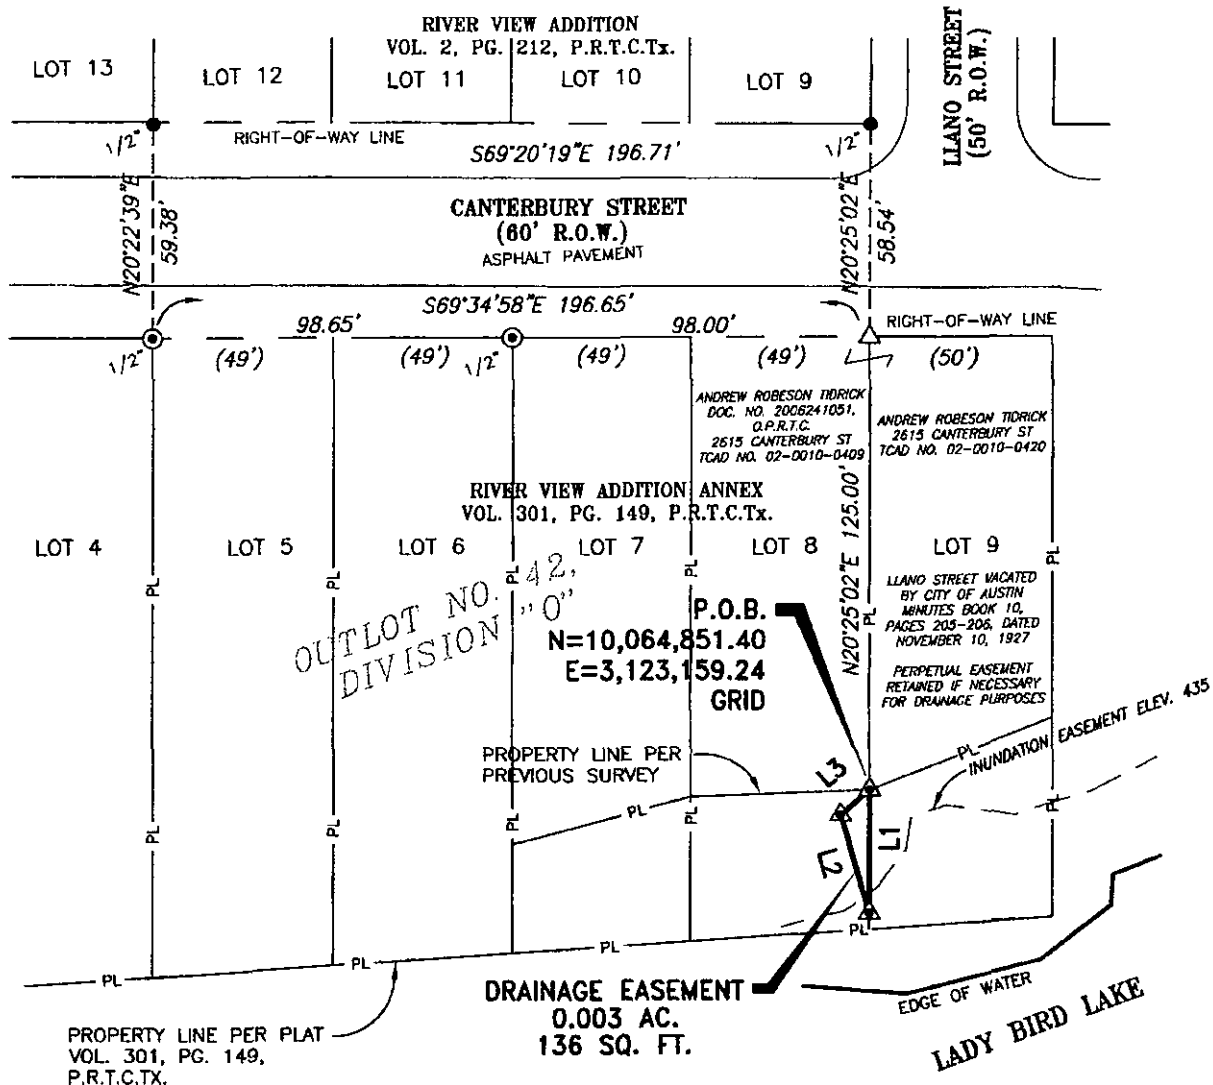 RIVER VIEW ADDITION
VOL. 2, PG. 212, P.R.T.C.Tx.
LLANO STREET
(50' R.O.W.)
LOT 13
LOT 12
LOT 11
LOT 10
LOT 9
1/2"
RIGHT-OF-WAY LINE
1/2"
S69°20'19"E 196.71'
N20°22'39"E
59.38'
CANTERBURY STREET
(60' R.O.W.)
ASPHALT PAVEMENT
N20°25'02"E
58.54'
S69°34'58"E 196.65'
98.65'
98.00'
RIGHT-OF-WAY LINE
1/2"
(49')
(49')
1/2"
(49')
(49')
(50')
ANDREW ROBESON TIDRICK
DOC. NO. 2006241051,
O.P.R.T.C.
2615 CANTERBURY ST
TCAD NO. 02-0010-0409
ANDREW ROBESON TIDRICK
2615 CANTERBURY ST
TCAD NO. 02-0010-0420
RIVER VIEW ADDITION ANNEX
VOL. 301, PG. 149, P.R.T.C.Tx.
N20°25'02"E 125.00'
LOT 4
LOT 5
LOT 6
LOT 7
LOT 8
LOT 9
OUTLOT NO. 42,
DIVISION "O"
PL
PL
PL
PL
PL
PL
LLANO STREET VACATED
BY CITY OF AUSTIN
MINUTES BOOK 10,
PAGES 205-206, DATED
NOVEMBER 10, 1927
PERPETUAL EASEMENT
RETAINED IF NECESSARY
FOR DRAINAGE PURPOSES
P.O.B.
N=10,064,851.40
E=3,123,159.24
GRID
PL
INUNDATION EASEMENT ELEV. 435
PROPERTY LINE PER
PREVIOUS SURVEY
L3
L1
L2
PL
PL
PL
PL
PL
PL
PL
PL
PL
PL
DRAINAGE EASEMENT
0.003 AC.
136 SQ. FT.
EDGE OF WATER
LADY BIRD LAKE
PROPERTY LINE PER PLAT
VOL. 301, PG. 149,
P.R.T.C.TX.